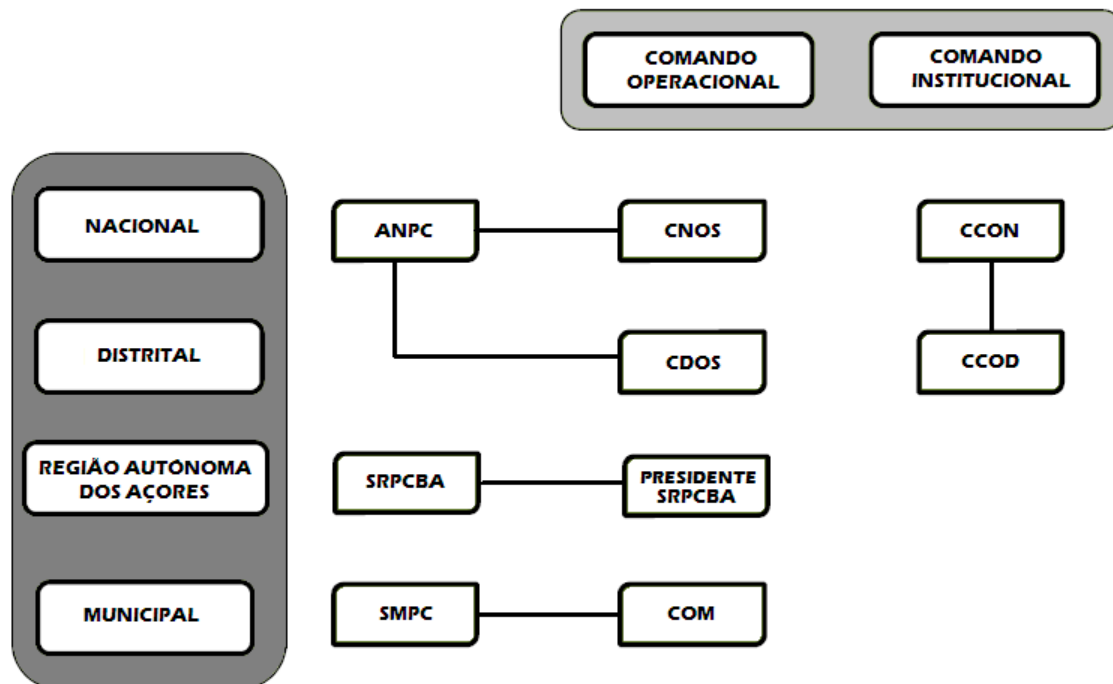 COMANDO
OPERACIONAL
COMANDO
INSTITUCIONAL
NACIONAL
ANPC
CNOS
CCON
DISTRITAL
CDOS
CCOD
REGIÃO AUTÓNOMA
DOS AÇORES
SRPCBA
PRESIDENTE
SRPCBA
MUNICIPAL
SMPC
COM